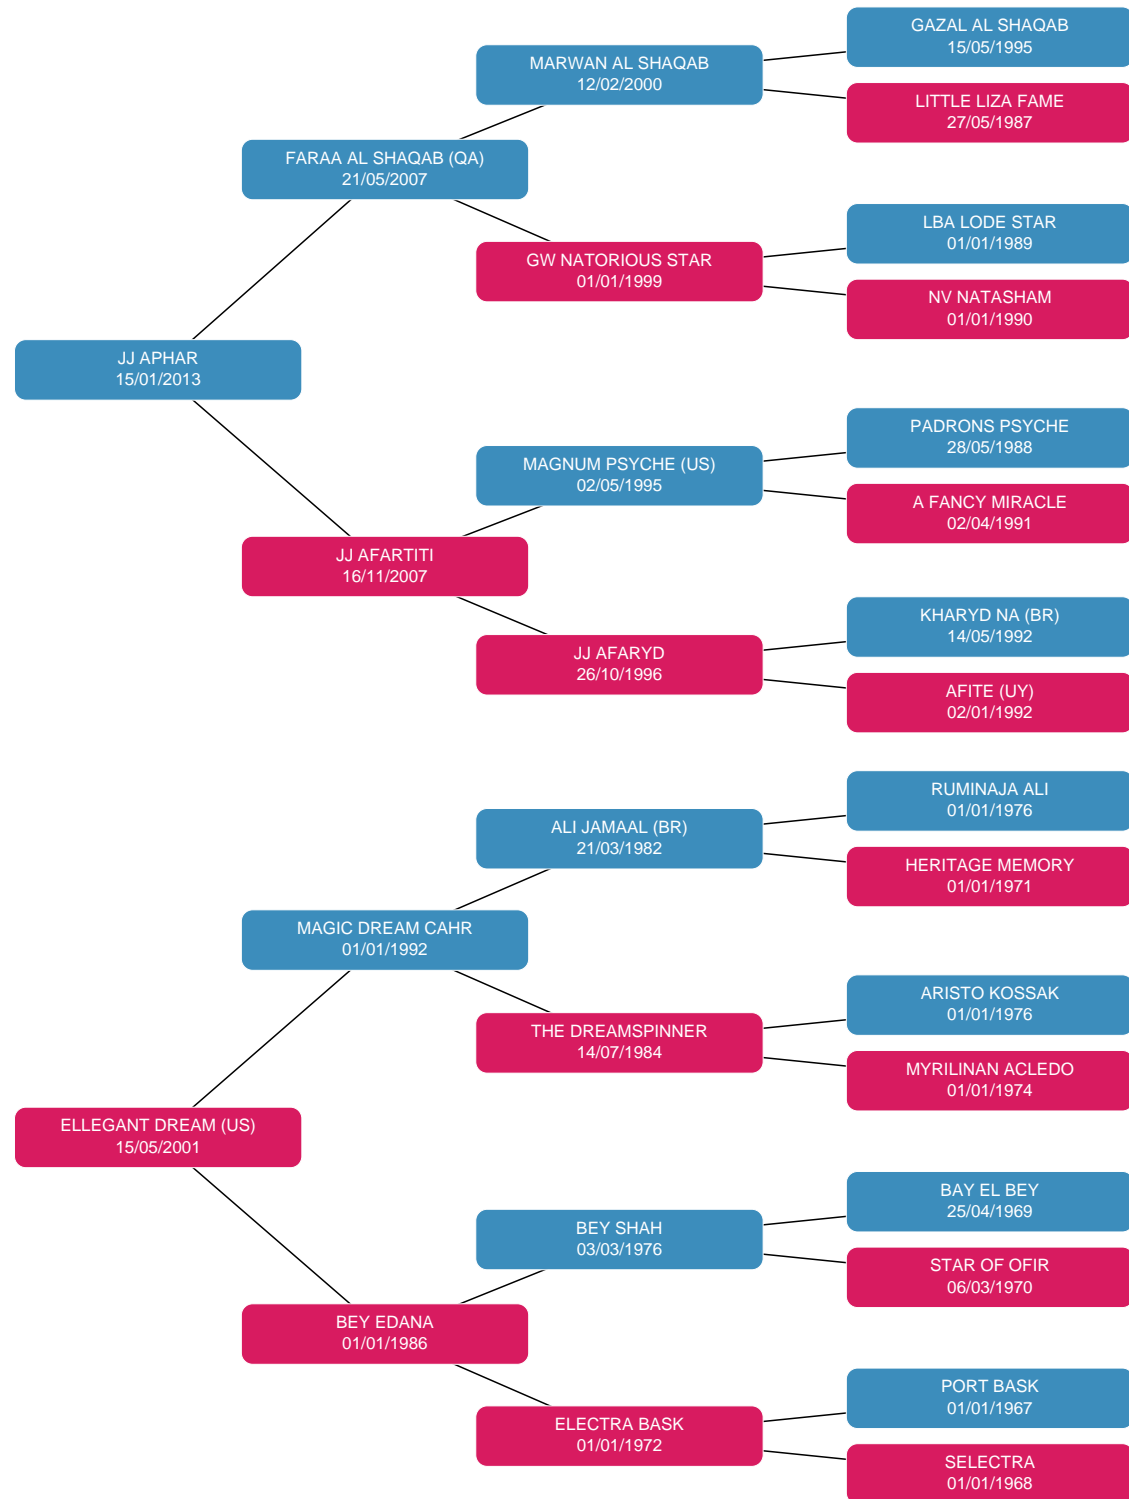 GAZAL AL SHAQAB
15/05/1995
MARWAN AL SHAQAB
12/02/2000
LITTLE LIZA FAME
27/05/1987
FARAA AL SHAQAB (QA)
21/05/2007
LBA LODE STAR
01/01/1989
GW NATORIOUS STAR
01/01/1999
NV NATASHAM
01/01/1990
JJ APHAR
15/01/2013
PADRONS PSYCHE
28/05/1988
MAGNUM PSYCHE (US)
02/05/1995
A FANCY MIRACLE
02/04/1991
JJ AFARTITI
16/11/2007
KHARYD NA (BR)
14/05/1992
JJ AFARYD
26/10/1996
AFITE (UY)
02/01/1992
RUMINAJA ALI
01/01/1976
ALI JAMAAL (BR)
21/03/1982
HERITAGE MEMORY
01/01/1971
MAGIC DREAM CAHR
01/01/1992
ARISTO KOSSAK
01/01/1976
THE DREAMSPINNER
14/07/1984
MYRILINAN ACLEDO
01/01/1974
ELLEGANT DREAM (US)
15/05/2001
BAY EL BEY
25/04/1969
BEY SHAH
03/03/1976
STAR OF OFIR
06/03/1970
BEY EDANA
01/01/1986
PORT BASK
01/01/1967
ELECTRA BASK
01/01/1972
SELECTRA
01/01/1968